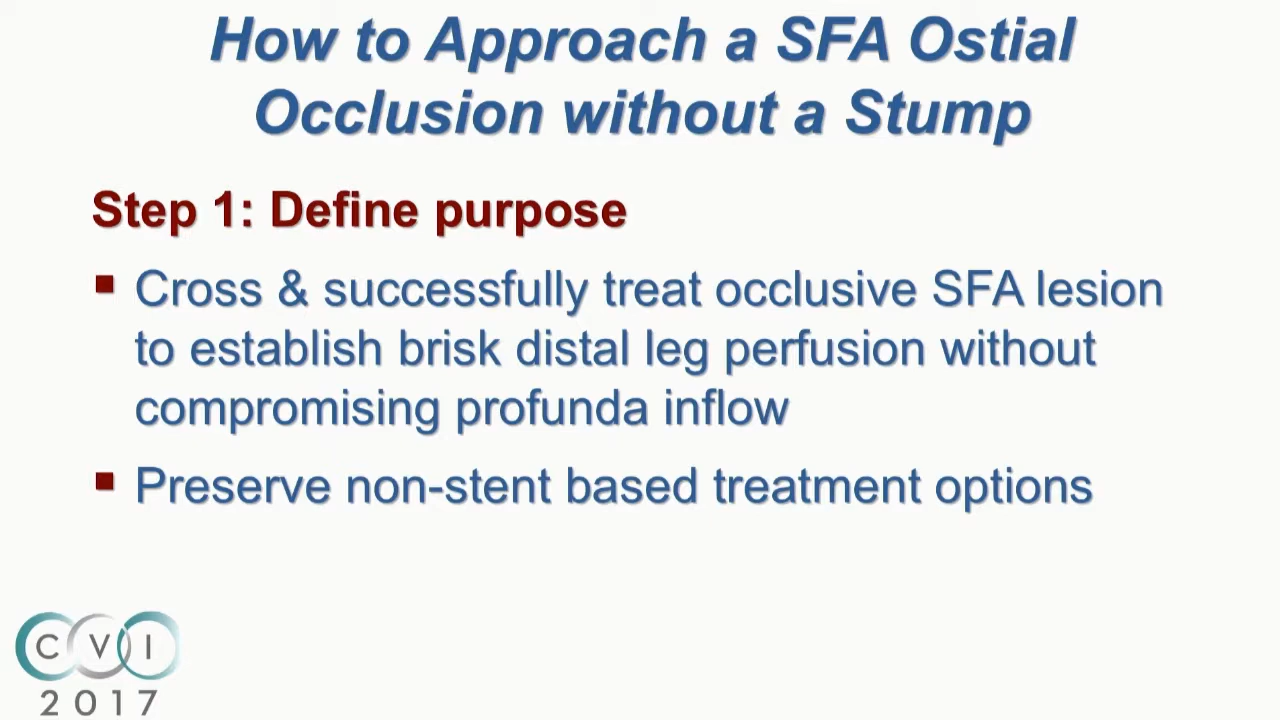 How to Approach a SFA Ostial
Occlusion without a Stump
Step 1: Define purpose
▪ Cross & successfully treat occlusive SFA lesion
to establish brisk distal leg perfusion without
compromising profunda inflow
▪ Preserve non-stent based treatment options
CVI
2017